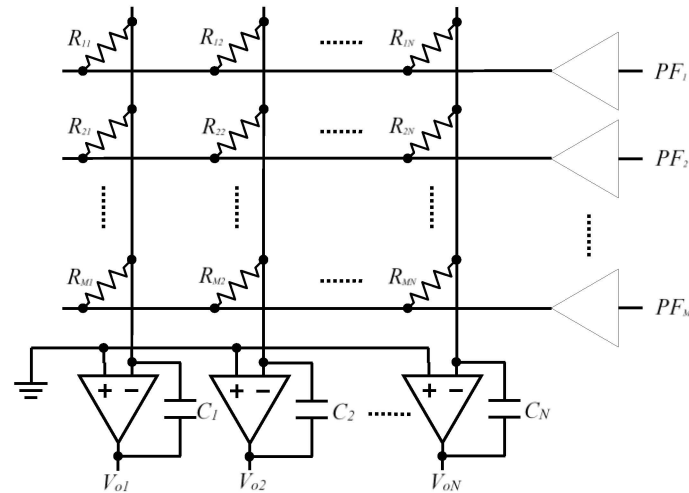 R11 R12 ........ R1N
PF1
R21 R22 ........ R2N
PF2
RM1 RM2 ........ RMN
PFM
+ − + − + −
C1 C2 ........ CN
Vo1 Vo2 VoN